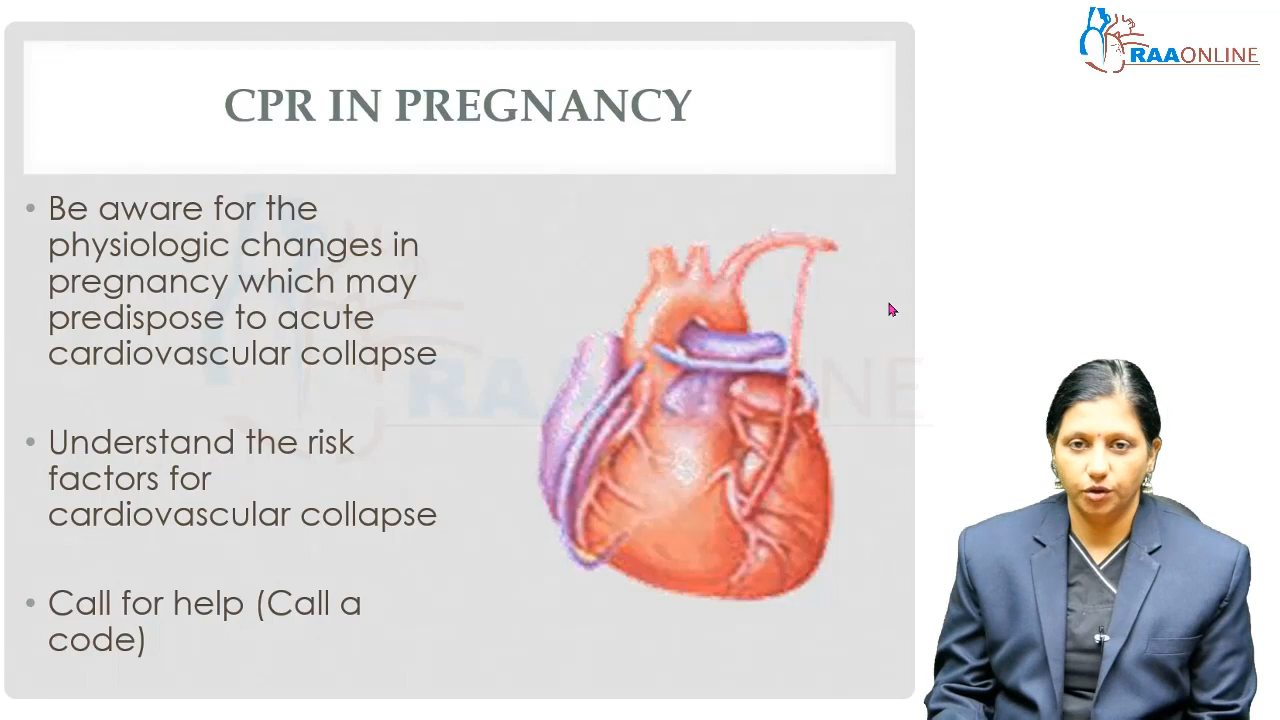 RAAONLINE
CPR IN PREGNANCY
• Be aware for the
physiologic changes in
pregnancy which may
predispose to acute
cardiovascular collapse
• Understand the risk
factors for
cardiovascular collapse
• Call for help (Call a
code)
RAAONLINE